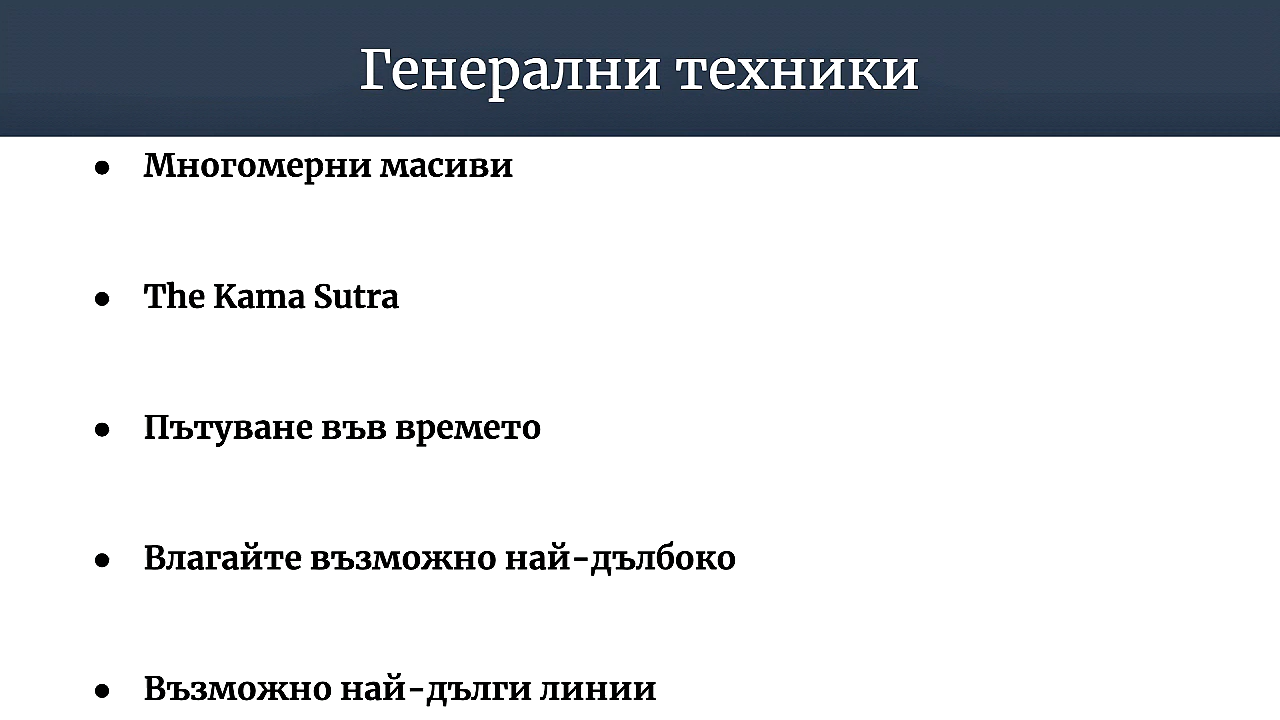 Генерални техники
● Многомерни масиви
● The Kama Sutra
● Пътуване във времето
● Влагайте възможно най-дълбоко
● Възможно най-дълги линии